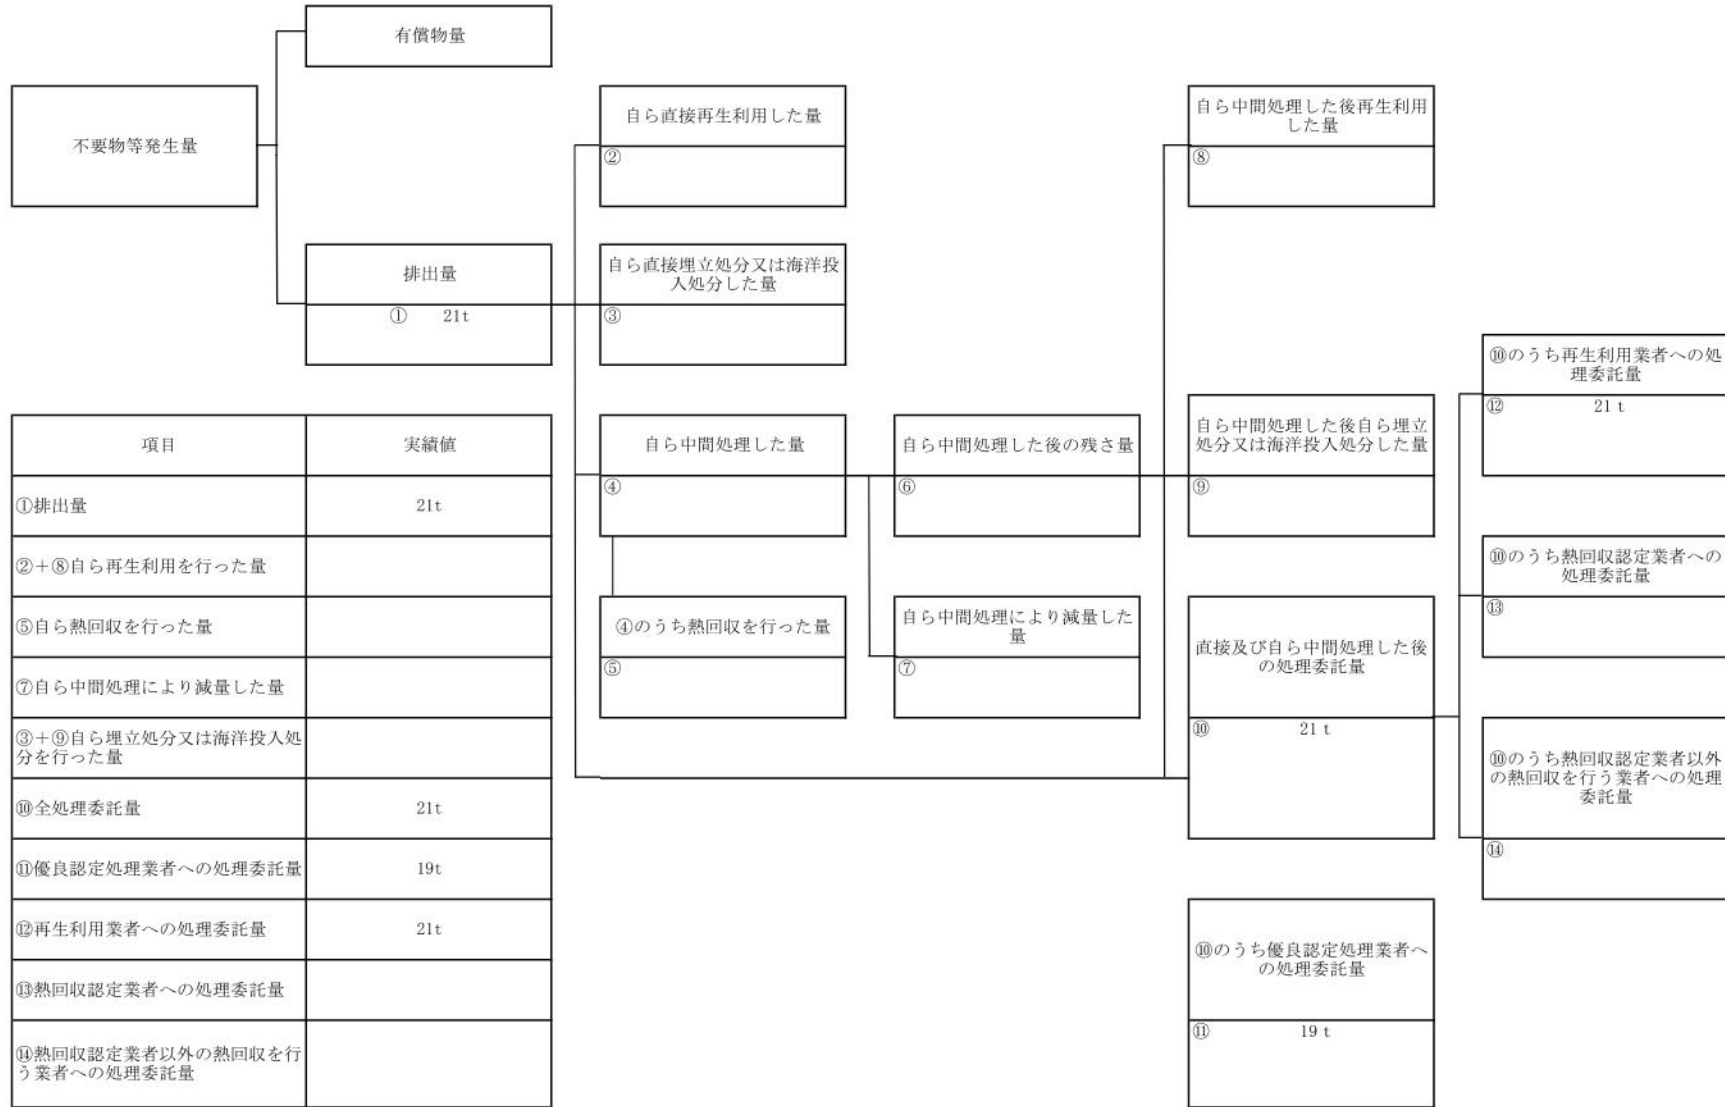 有償物量
不要物等発生量
自ら直接再生利用した量
②
自ら中間処理した後再生利用
した量
⑧
排出量
① 21t
自ら直接埋立処分又は海洋投
入処分した量
③
⑩のうち再生利用業者への処
理委託量
⑫ 21 t
自ら中間処理した量
④
自ら中間処理した後の残さ量
⑥
自ら中間処理した後自ら埋立
処分又は海洋投入処分した量
⑨
⑩のうち熱回収認定業者への
処理委託量
⑬
④のうち熱回収を行った量
⑤
自ら中間処理により減量した
量
⑦
直接及び自ら中間処理した後
の処理委託量
⑩ 21 t
⑩のうち熱回収認定業者以外
の熱回収を行う業者への処理
委託量
⑭
⑩のうち優良認定処理業者へ
の処理委託量
⑪ 19 t
項目 実績値
①排出量 21t
②+⑧自ら再生利用を行った量
⑤自ら熱回収を行った量
⑦自ら中間処理により減量した量
③+⑨自ら埋立処分又は海洋投入処
分を行った量
⑩全処理委託量 21t
⑪優良認定処理業者への処理委託量 19t
⑫再生利用業者への処理委託量 21t
⑬熱回収認定業者への処理委託量
⑭熱回収認定業者以外の熱回収を行
う業者への処理委託量